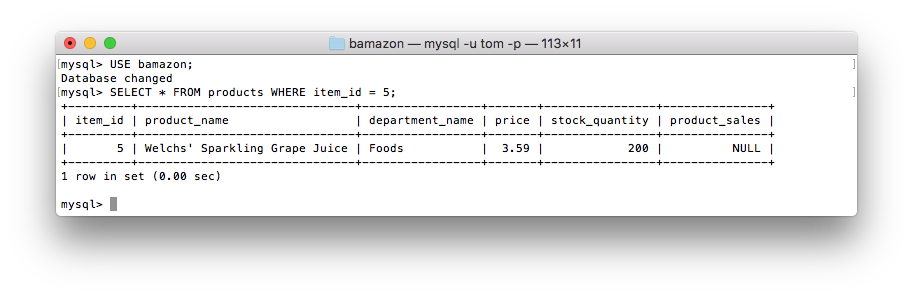 bamazon — mysql -u tom -p — 113×11
[mysql> USE bamazon; ]
Database changed
[mysql> SELECT * FROM products WHERE item_id = 5; ]
+---------+-------------------------------+-----------------+-------+----------------+---------------+
| item_id | product_name                  | department_name | price | stock_quantity | product_sales |
+---------+-------------------------------+-----------------+-------+----------------+---------------+
|       5 | Welchs' Sparkling Grape Juice | Foods           |  3.59 |            200 |          NULL |
+---------+-------------------------------+-----------------+-------+----------------+---------------+
1 row in set (0.00 sec)
mysql>